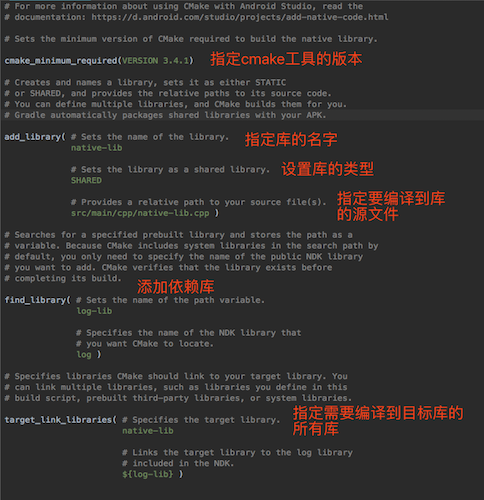 # For more information about using CMake with Android Studio, read the
# documentation: https://d.android.com/studio/projects/add-native-code.html
# Sets the minimum version of CMake required to build the native library.
cmake_minimum_required(VERSION 3.4.1) 指定cmake工具的版本
# Creates and names a library, sets it as either STATIC
# or SHARED, and provides the relative paths to its source code.
# You can define multiple libraries, and CMake builds them for you.
# Gradle automatically packages shared libraries with your APK.
add_library( # Sets the name of the library. 指定库的名字
native-lib
# Sets the library as a shared library. 设置库的类型
SHARED
# Provides a relative path to your source file(s). 指定要编译到库
src/main/cpp/native-lib.cpp ) 的源文件
# Searches for a specified prebuilt library and stores the path as a
# variable. Because CMake includes system libraries in the search path by
# default, you only need to specify the name of the public NDK library
# you want to add. CMake verifies that the library exists before
# completing its build.
添加依赖库
find_library( # Sets the name of the path variable.
log-lib
# Specifies the name of the NDK library that
# you want CMake to locate.
log )
# Specifies libraries CMake should link to your target library. You
# can link multiple libraries, such as libraries you define in this
# build script, prebuilt third-party libraries, or system libraries.
target_link_libraries( # Specifies the target library. 指定需要编译到目标库的
native-lib 所有库
# Links the target library to the log library
# included in the NDK.
${log-lib} )